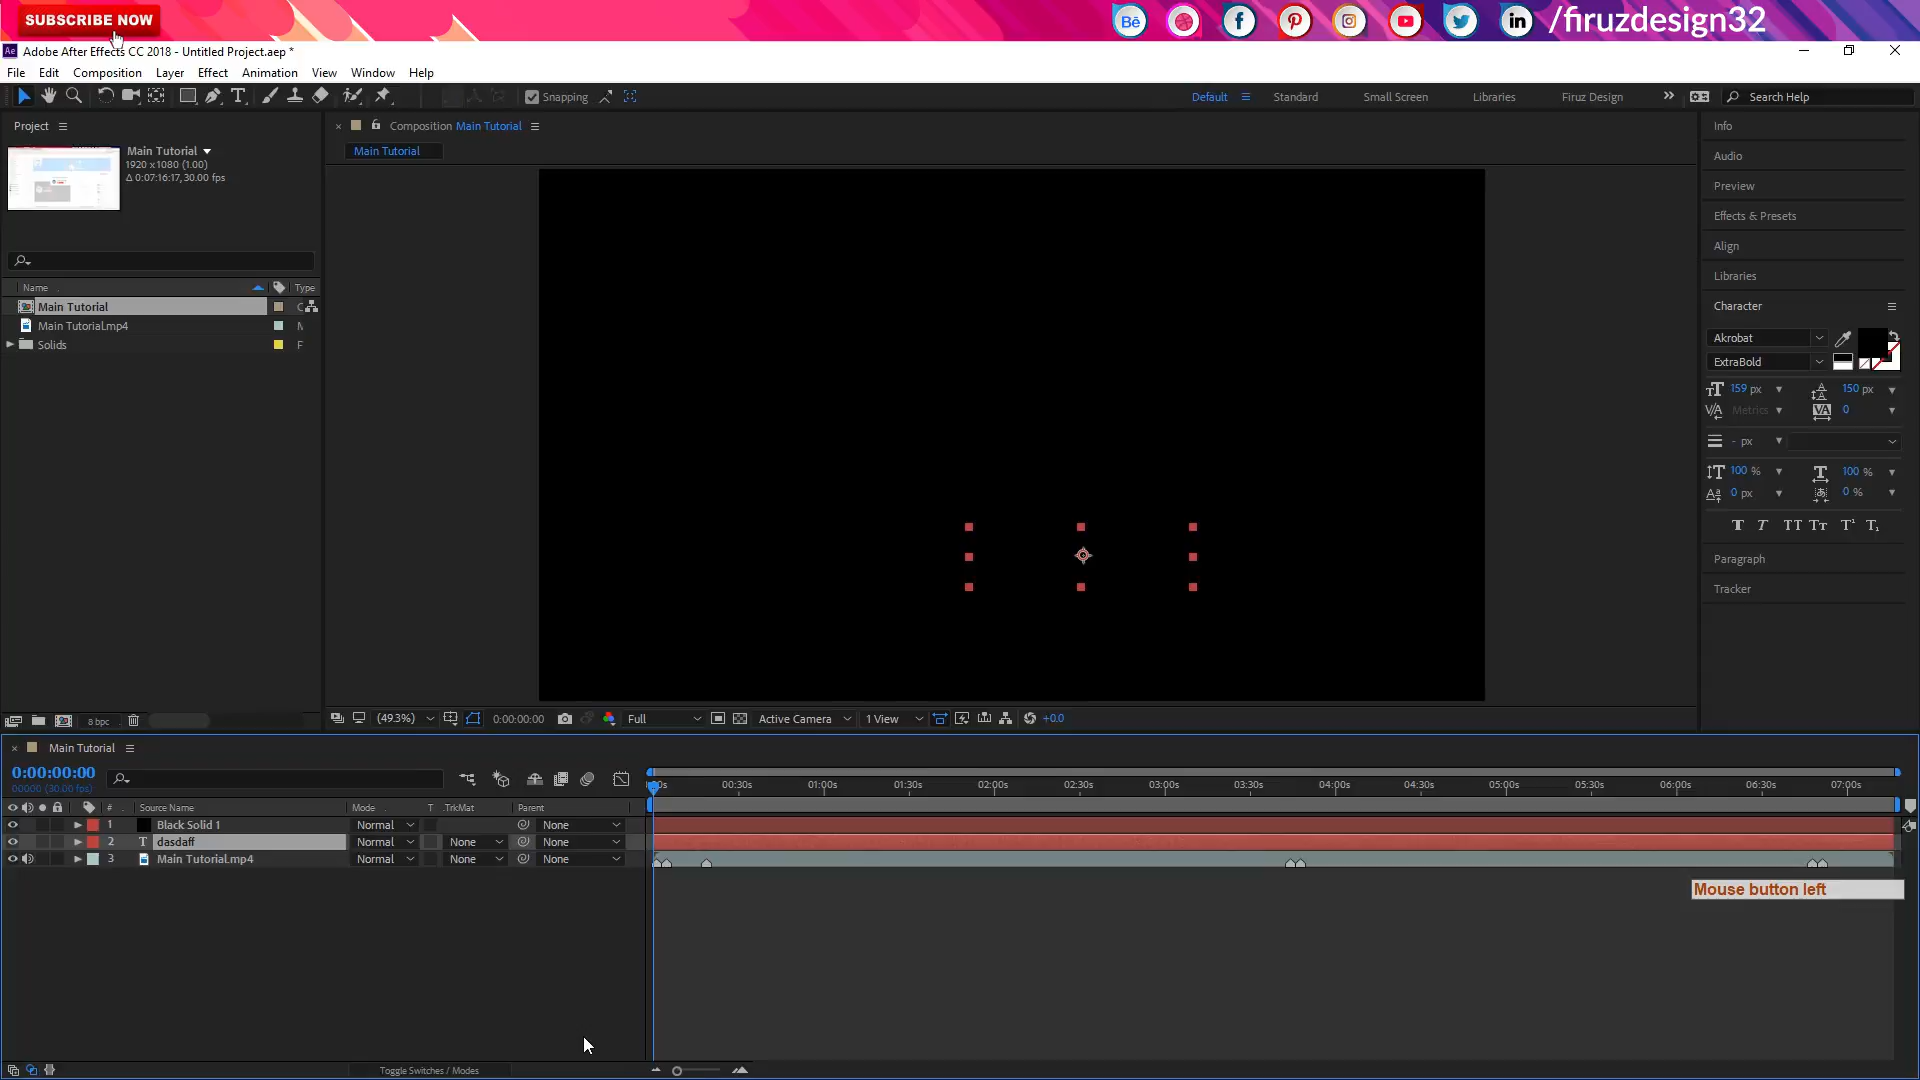 SUBSCRIBE NOW
/firuzdesign32
Adobe After Effects CC 2018 - Untitled Project.aep *
File Edit Composition Layer Effect Animation View Window Help
Snapping
Default Standard Small Screen Libraries Firuz Design Search Help
Project
Composition Main Tutorial
Main Tutorial
Main Tutorial
1920 x 1080 (1.00)
Δ 0:07:16:17, 30.00 fps
Name Type
Main Tutorial
Main Tutorial.mp4
Solids F
Info
Audio
Preview
Effects & Presets
Align
Libraries
Character
Akrobat
ExtraBold
159 px 150 px
Metrics 0
- px
100 % 100 %
0 px 0 %
Paragraph
Tracker
8 bpc
(49.3%) 0:00:00:00 Full Active Camera 1 View +0.0
Main Tutorial
0:00:00:00
00000 (30.00 fps)
00:30s 01:00s 01:30s 02:00s 02:30s 03:00s 03:30s 04:00s 04:30s 05:00s 05:30s 06:00s 06:30s 07:00s
# Source Name Mode T .TrkMat Parent
1 Black Solid 1 Normal None
2 T dasdaff Normal None None
3 Main Tutorial.mp4 Normal None None
Mouse button left
Toggle Switches / Modes